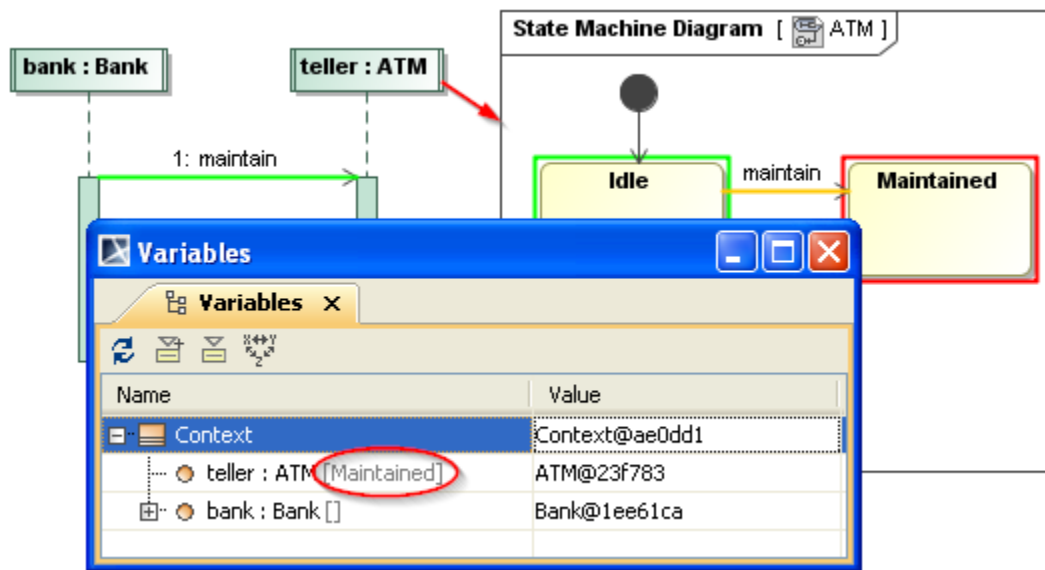 State Machine Diagram [ ATM ]
bank : Bank
teller : ATM
1: maintain
Idle
maintain
Maintained
Variables
Variables X
Name Value
Context Context@ae0dd1
teller : ATM [Maintained] ATM@23f783
bank : Bank [] Bank@1ee61ca